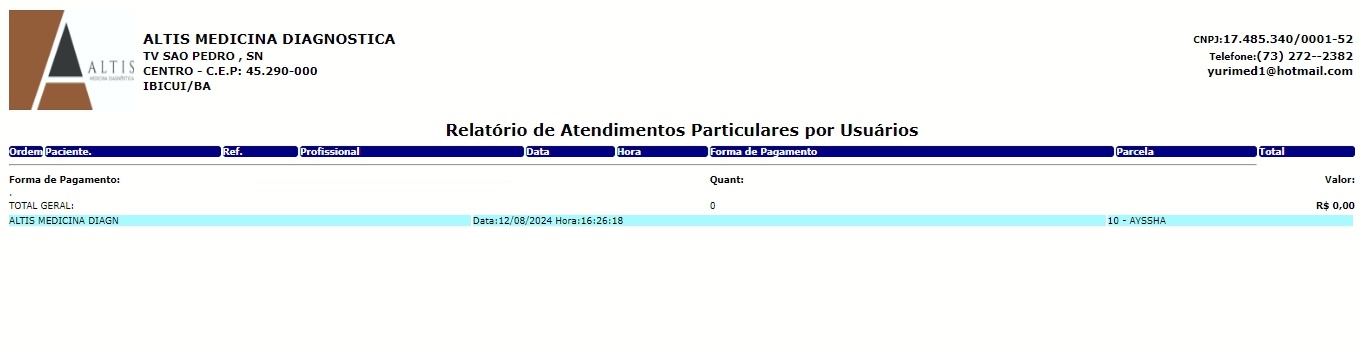 ALTIS
MEDICINA DIAGNÓSTICA
ALTIS MEDICINA DIAGNOSTICA
TV SAO PEDRO , SN
CENTRO - C.E.P: 45.290-000
IBICUI/BA
CNPJ:17.485.340/0001-52
Telefone:(73) 272--2382
yurimed1@hotmail.com
Relatório de Atendimentos Particulares por Usuários
Ordem Paciente. Ref. Profissional Data Hora Forma de Pagamento Parcela Total
Forma de Pagamento: Quant: Valor:
.
TOTAL GERAL: 0 R$ 0,00
ALTIS MEDICINA DIAGN Data:12/08/2024 Hora:16:26:18 10 - AYSSHA